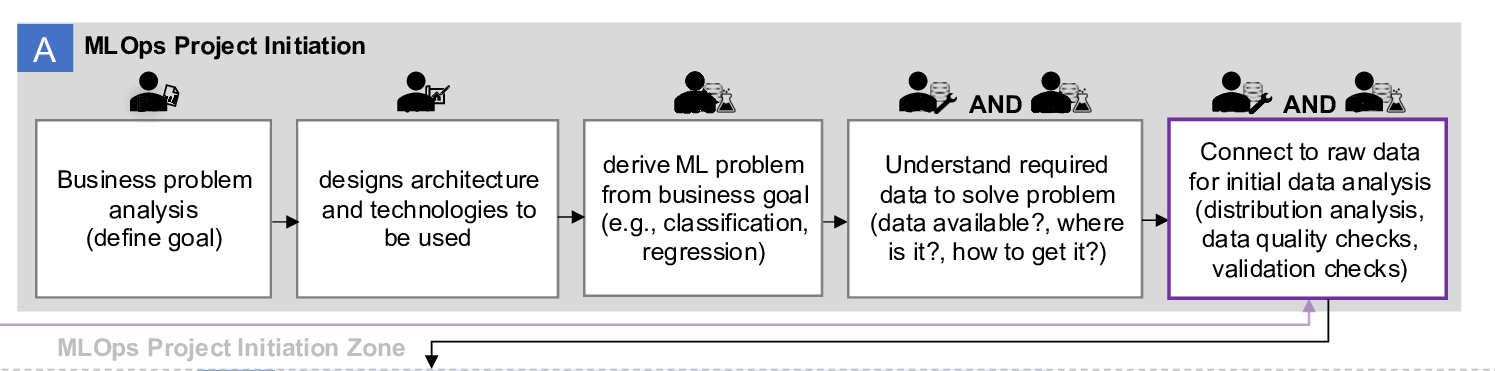 A
MLOps Project Initiation
AND
AND
Business problem
analysis
(define goal)
designs architecture
and technologies to
be used
derive ML problem
from business goal
(e.g., classification,
regression)
Understand required
data to solve problem
(data available?, where
is it?, how to get it?)
Connect to raw data
for initial data analysis
(distribution analysis,
data quality checks,
validation checks)
MLOps Project Initiation Zone